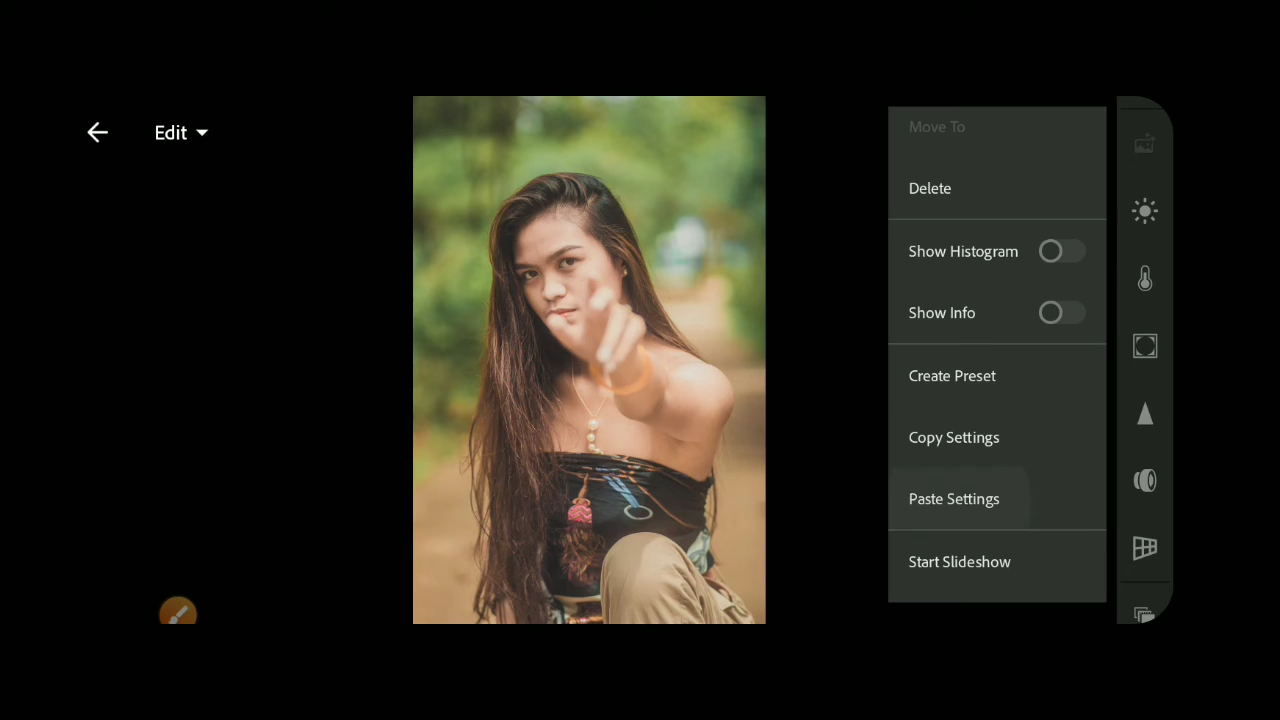 Edit
Move To
Delete
Show Histogram
Show Info
Create Preset
Copy Settings
Paste Settings
Start Slideshow